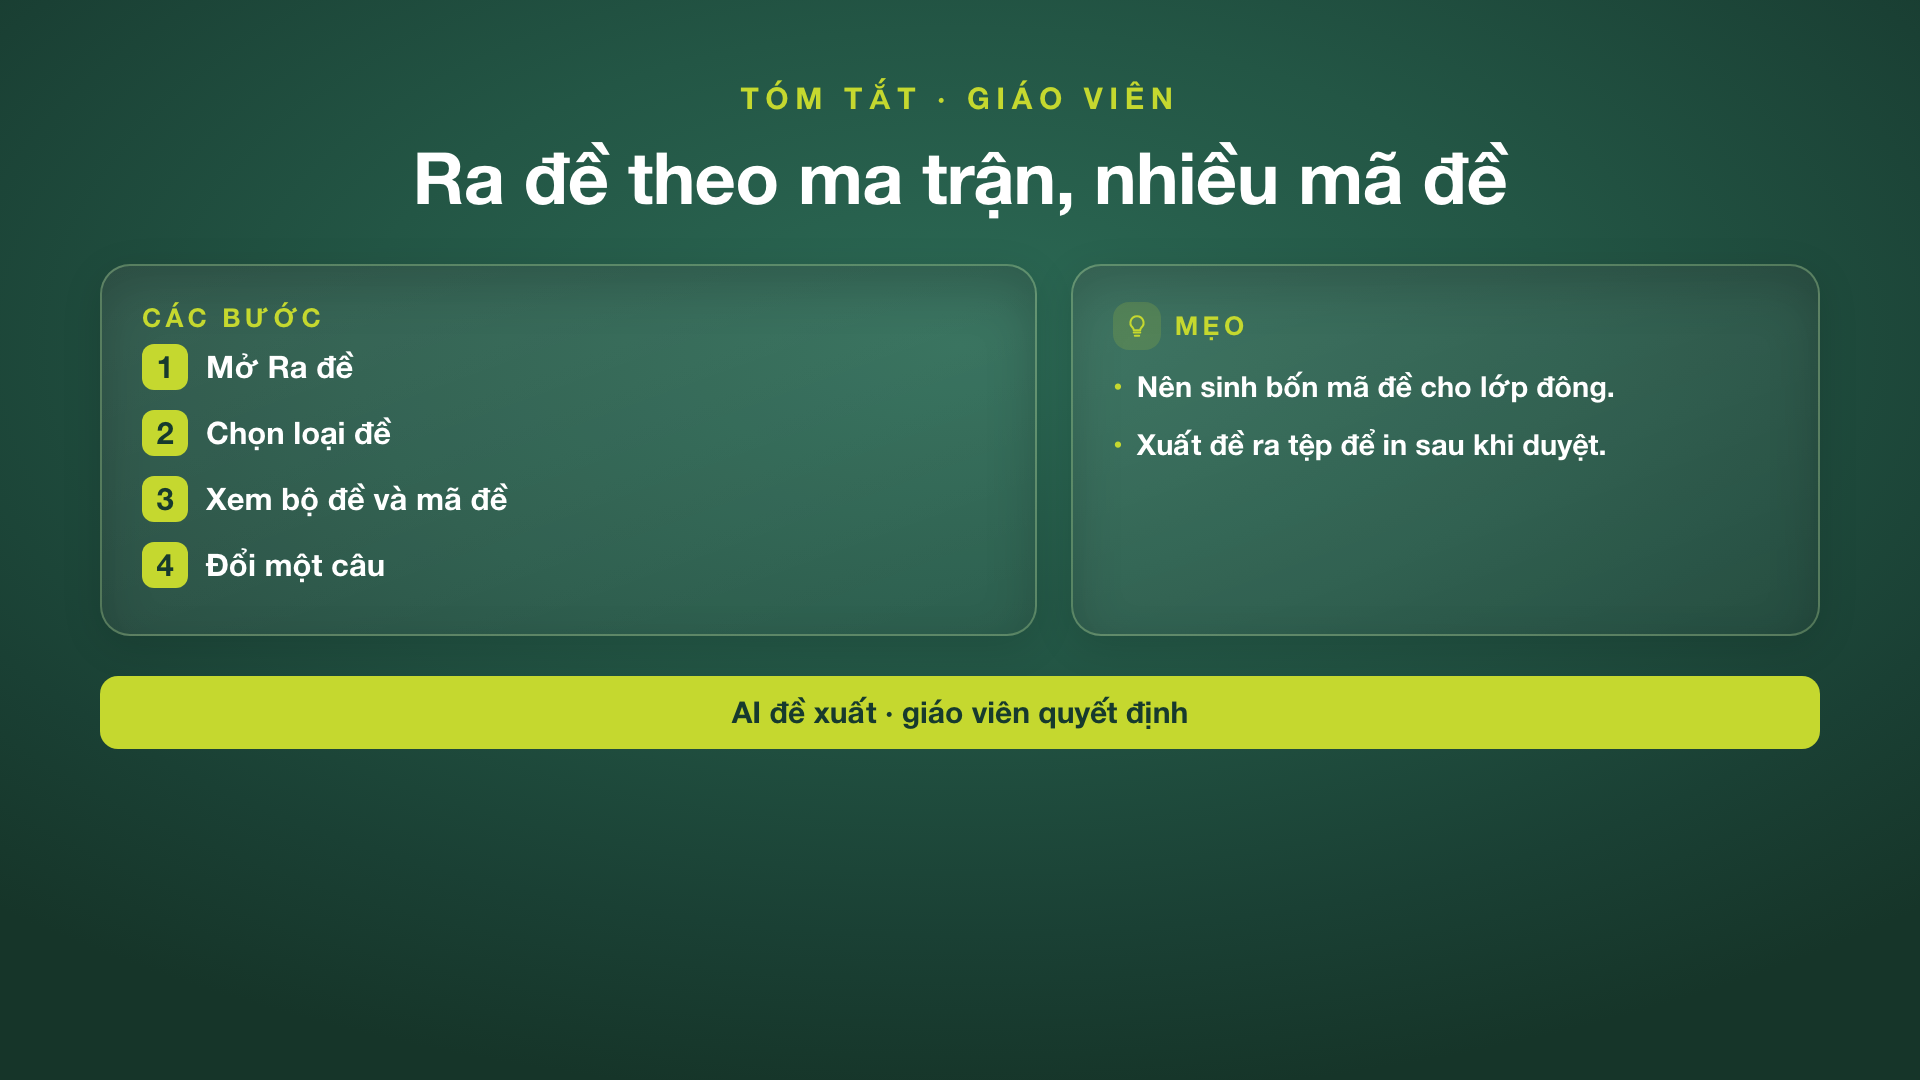 TÓM TẮT · GIÁO VIÊN
Ra đề theo ma trận, nhiều mã đề
CÁC BƯỚC
1 Mở Ra đề
2 Chọn loại đề
3 Xem bộ đề và mã đề
4 Đổi một câu
MẸO
• Nên sinh bốn mã đề cho lớp đông.
• Xuất đề ra tệp để in sau khi duyệt.
AI đề xuất · giáo viên quyết định